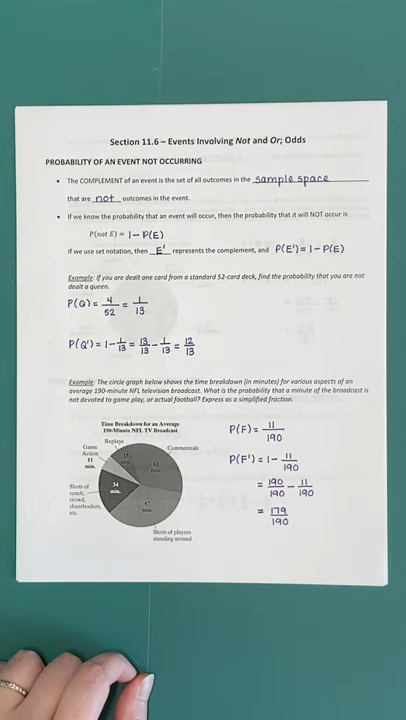 Section 11.6 – Events Involving Not and Or; Odds
PROBABILITY OF AN EVENT NOT OCCURRING
• The COMPLEMENT of an event is the set of all outcomes in the sample space
that are not outcomes in the event.
• If we know the probability that an event will occur, then the probability that it will NOT occur is
P(not E) = 1 – P(E)
If we use set notation, then E' represents the complement, and P(E') = 1 – P(E)
Example: If you are dealt one card from a standard 52-card deck, find the probability that you are not
dealt a queen.
P(Q) = 4/52 = 1/13
P(Q') = 1 - 1/13 = 13/13 - 1/13 = 12/13
Example: The circle graph below shows the time breakdown (in minutes) for various aspects of an
average 190-minute NFL television broadcast. What is the probability that a minute of the broadcast is
not devoted to game play, or actual football? Express as a simplified fraction.
Time Breakdown for an Average
190-Minute NFL TV Broadcast
Replays
Commercials
Game
Action
11
min.
min.
63
min.
34
min.
Shots of
coach,
crowd,
cheerleaders,
etc.
67
min.
Shots of players
standing around
P(F) = 11/190
P(F') = 1 - 11/190
= 190/190 - 11/190
= 179/190